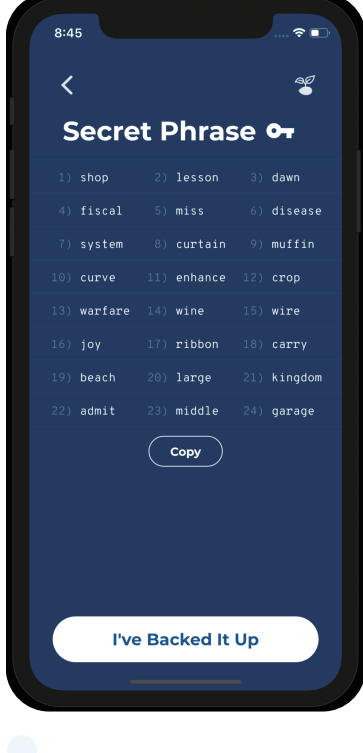 8:45
Secret Phrase
1) shop 2) lesson 3) dawn
4) fiscal 5) miss 6) disease
7) system 8) curtain 9) muffin
10) curve 11) enhance 12) crop
13) warfare 14) wine 15) wire
16) joy 17) ribbon 18) carry
19) beach 20) large 21) kingdom
22) admit 23) middle 24) garage
Copy
I've Backed It Up